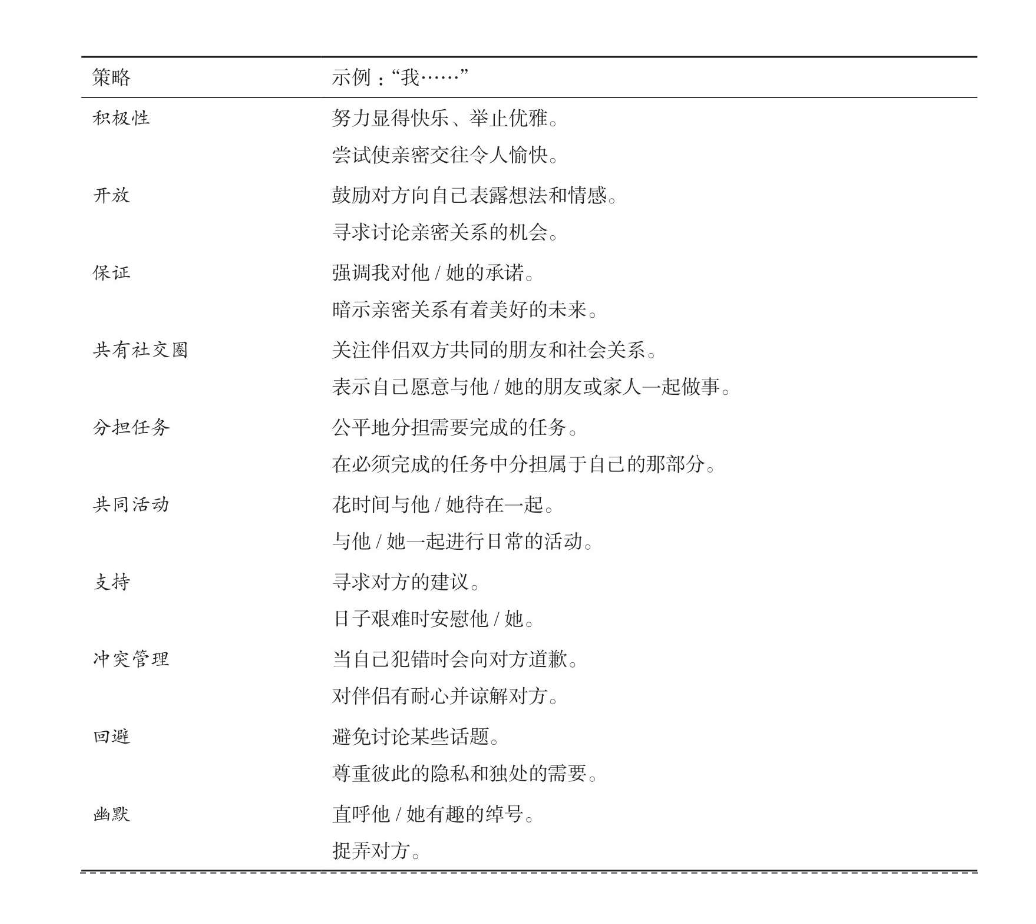 策略 示例：“我……”
积极性 努力显得快乐、举止优雅。
尝试使亲密交往令人愉快。
开放 鼓励对方向自己表露想法和情感。
寻求讨论亲密关系的机会。
保证 强调我对他 / 她的承诺。
暗示亲密关系有着美好的未来。
共有社交圈 关注伴侣双方共同的朋友和社会关系。
表示自己愿意与他 / 她的朋友或家人一起做事。
分担任务 公平地分担需要完成的任务。
在必须完成的任务中分担属于自己的那部分。
共同活动 花时间与他 / 她待在一起。
与他 / 她一起进行日常的活动。
支持 寻求对方的建议。
日子艰难时安慰他 / 她。
冲突管理 当自己犯错时会向对方道歉。
对伴侣有耐心并谅解对方。
回避 避免讨论某些话题。
尊重彼此的隐私和独处的需要。
幽默 直呼他 / 她有趣的绰号。
捉弄对方。